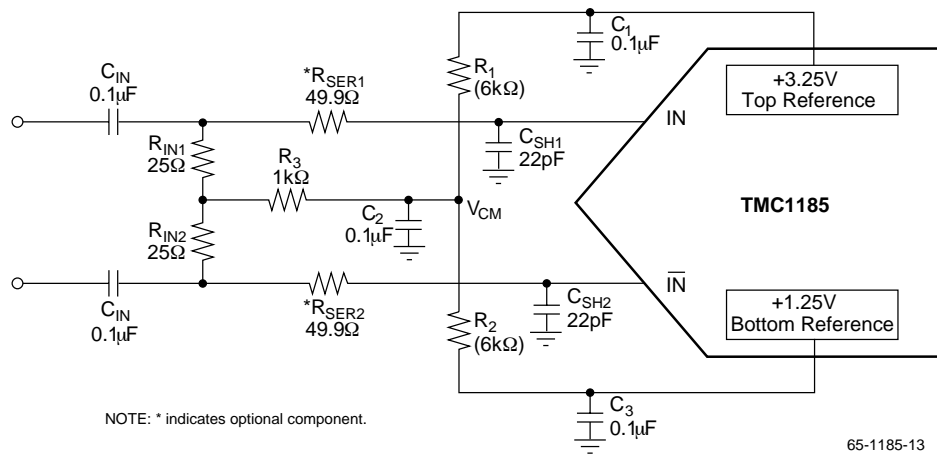 C1
0.1µF
CIN
0.1µF
*RSER1
49.9Ω
R1
(6kΩ)
+3.25V
Top Reference
IN
RIN1
25Ω
CSH1
22pF
R3
1kΩ
C2
0.1µF
VCM
TMC1185
RIN2
25Ω
IN
CIN
0.1µF
*RSER2
49.9Ω
CSH2
22pF
R2
(6kΩ)
+1.25V
Bottom Reference
C3
0.1µF
NOTE: * indicates optional component.
65-1185-13